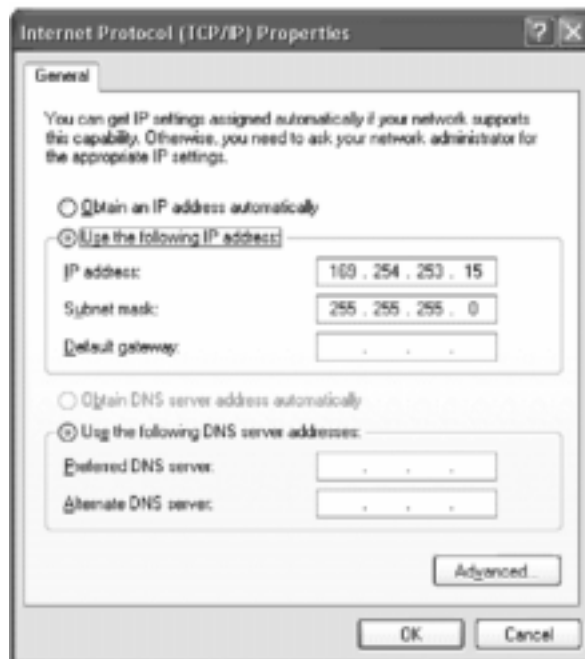 Internet Protocol (TCP/IP) Properties
General
You can get IP settings assigned automatically if your network supports
this capability. Otherwise, you need to ask your network administrator for
the appropriate IP settings.
Obtain an IP address automatically
Use the following IP address:
IP address: 169 . 254 . 253 . 15
Subnet mask: 255 . 255 . 255 . 0
Default gateway: . . .
Obtain DNS server address automatically
Use the following DNS server addresses:
Preferred DNS server: . . .
Alternate DNS server: . . .
Advanced...
OK Cancel